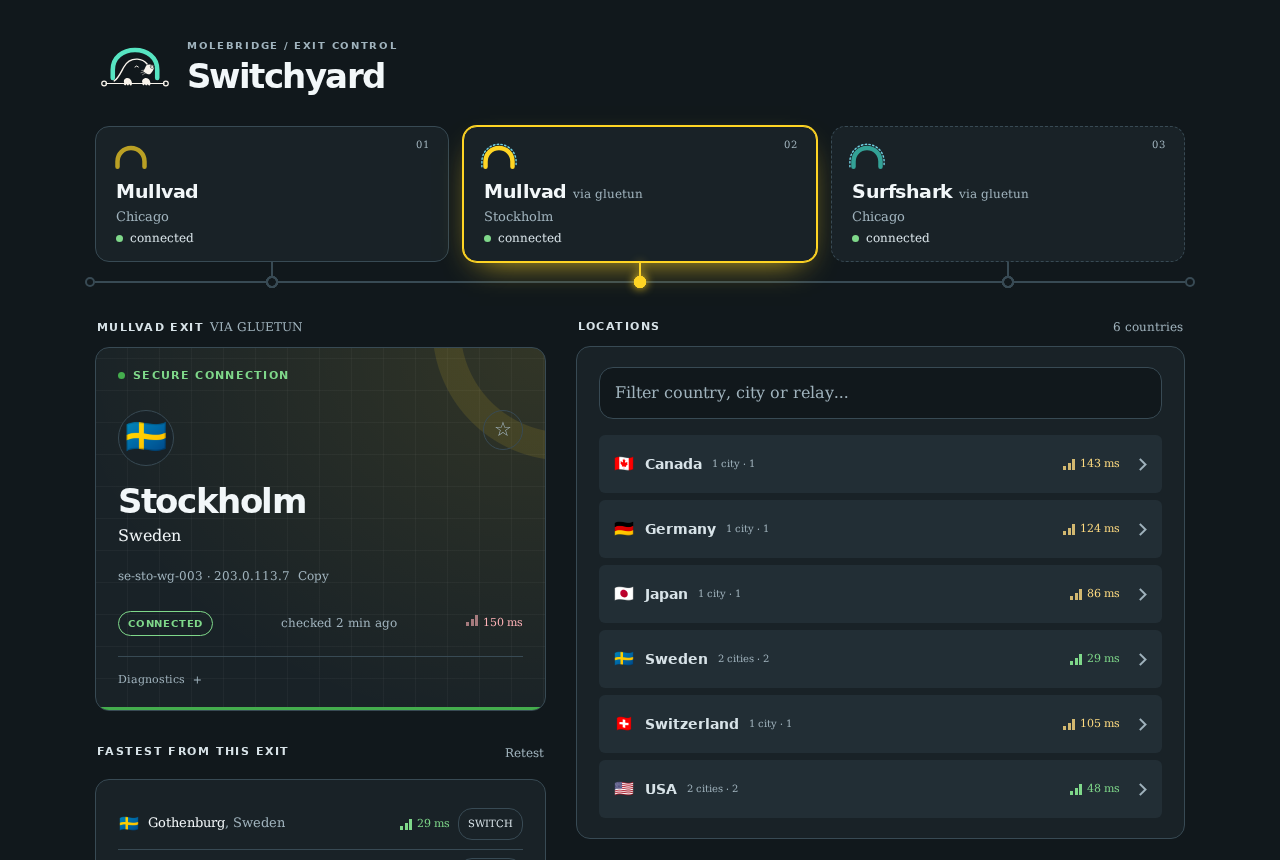 MOLEBRIDGE / EXIT CONTROL
Switchyard
01
Mullvad
Chicago
connected
02
Mullvad via gluetun
Stockholm
connected
03
Surfshark via gluetun
Chicago
connected
MULLVAD EXIT VIA GLUETUN
SECURE CONNECTION
Stockholm
Sweden
se-sto-wg-003 · 203.0.113.7 Copy
CONNECTED checked 2 min ago 150 ms
Diagnostics +
FASTEST FROM THIS EXIT Retest
Gothenburg, Sweden 29 ms SWITCH
LOCATIONS 6 countries
Filter country, city or relay...
Canada 1 city · 1 143 ms
Germany 1 city · 1 124 ms
Japan 1 city · 1 86 ms
Sweden 2 cities · 2 29 ms
Switzerland 1 city · 1 105 ms
USA 2 cities · 2 48 ms